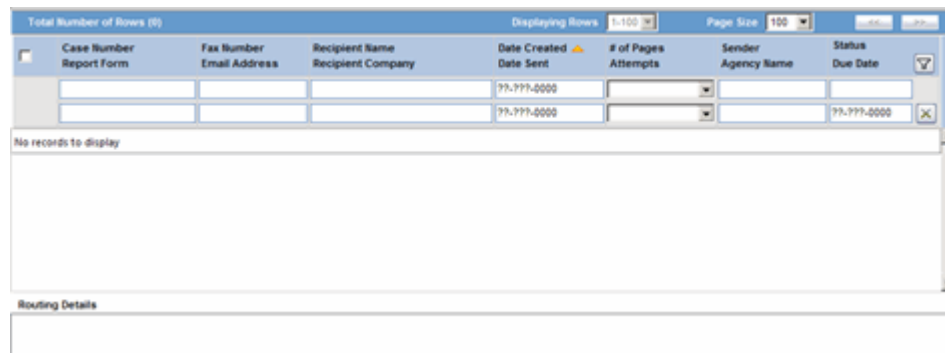 Total Number of Rows (0) Displaying Rows 1-100 Page Size 100 << >>
Case Number Fax Number Recipient Name Date Created # of Pages Sender Status
Report Form Email Address Recipient Company Date Sent Attempts Agency Name Due Date
??-???-0000
??-???-0000 ??-???-0000
No records to display
Routing Details